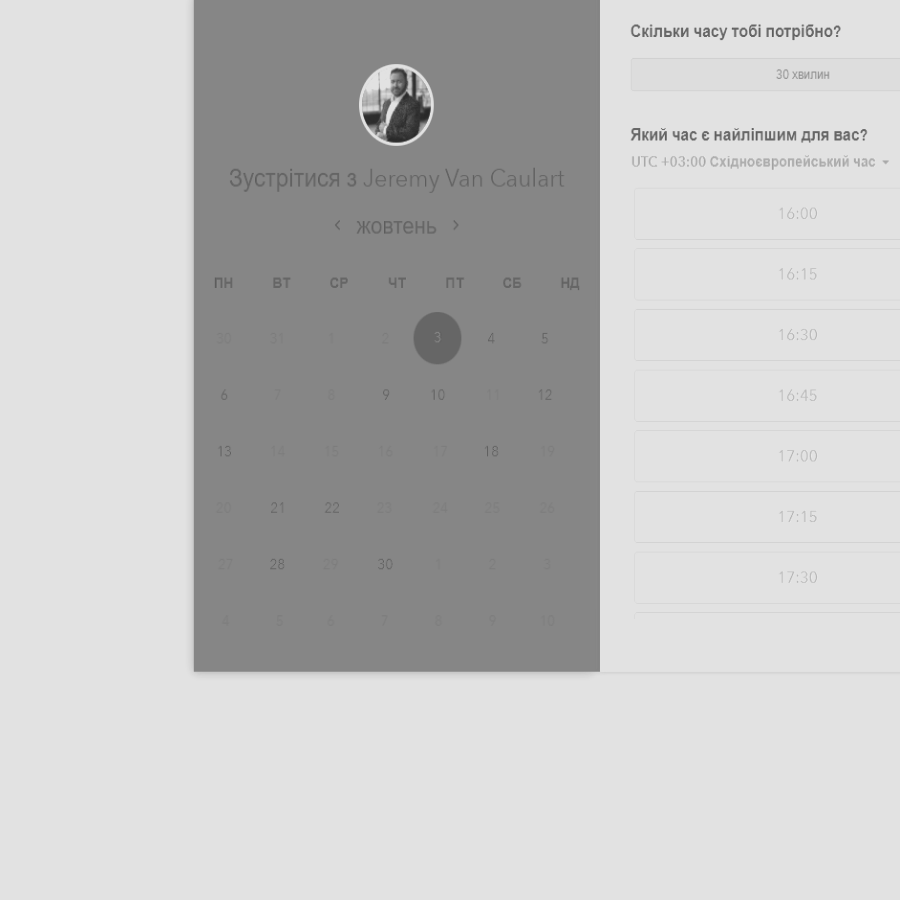 Зустрітися з Jeremy Van Caulart
жовтень
ПН ВТ СР ЧТ ПТ СБ НД
30 31 1 2 3 4 5
6 7 8 9 10 11 12
13 14 15 16 17 18 19
20 21 22 23 24 25 26
27 28 29 30 1 2 3
4 5 6 7 8 9 10
Скільки часу тобі потрібно?
30 хвилин
Який час є найліпшим для вас?
UTC +03:00 Східноєвропейський час
16:00
16:15
16:30
16:45
17:00
17:15
17:30